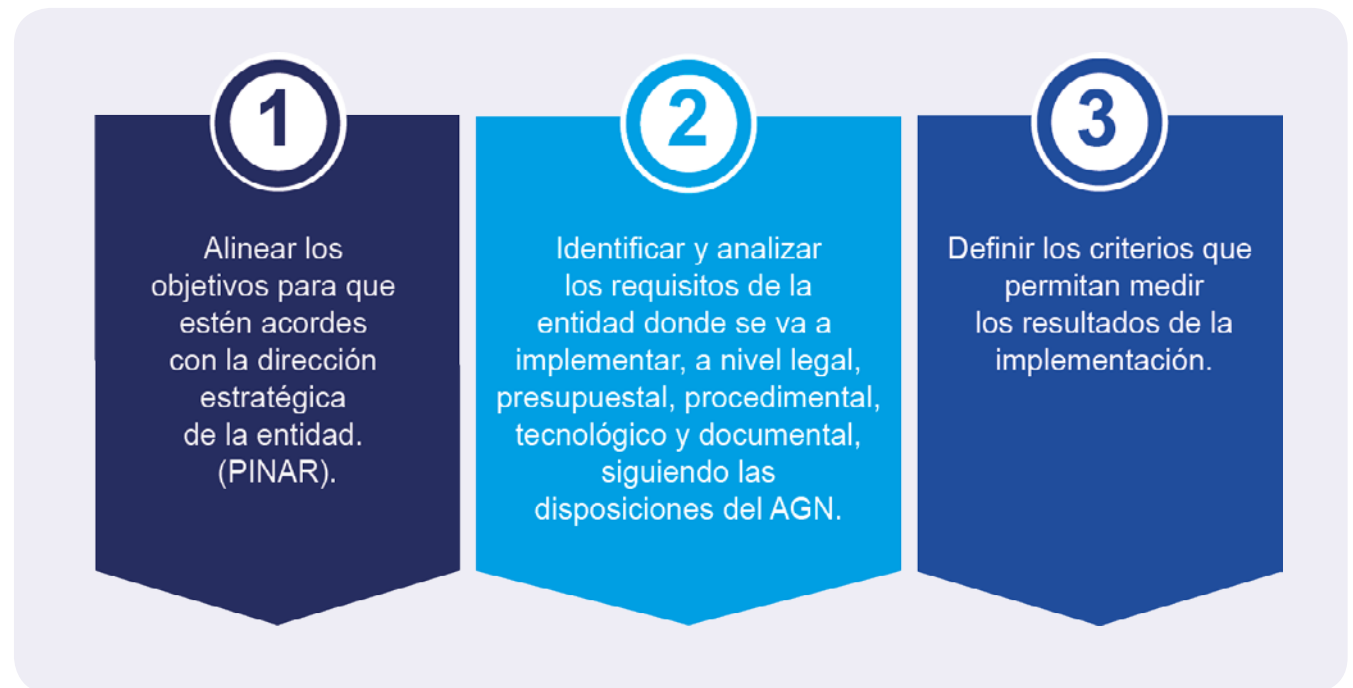 1
Alinear los
objetivos para que
estén acordes
con la dirección
estratégica
de la entidad.
(PINAR).
2
Identificar y analizar
los requisitos de la
entidad donde se va a
implementar, a nivel legal,
presupuestal, procedimental,
tecnológico y documental,
siguiendo las
disposiciones del AGN.
3
Definir los criterios que
permitan medir
los resultados de la
implementación.